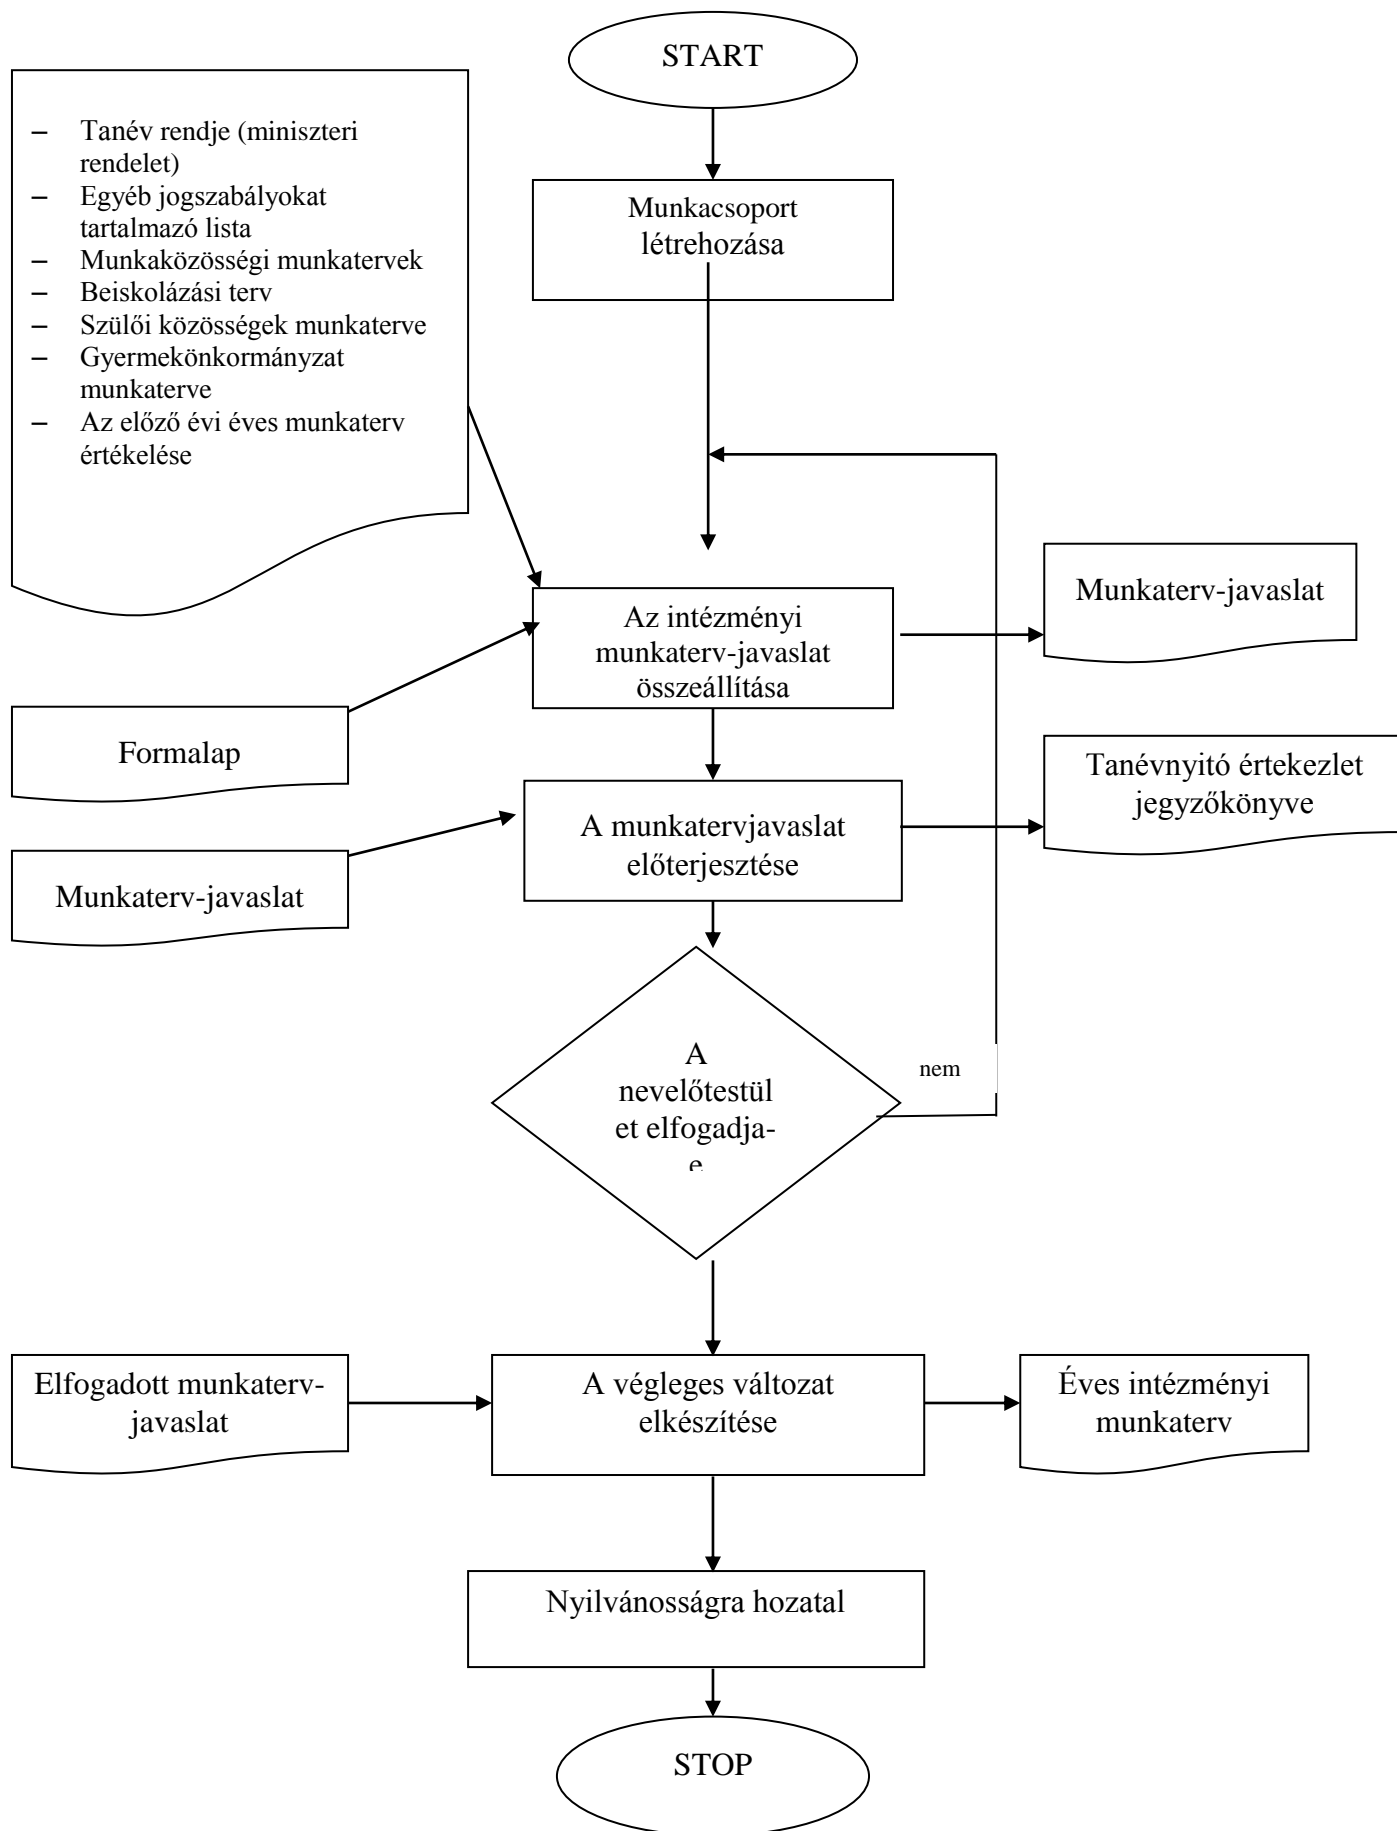 START
– Tanév rendje (miniszteri
rendelet)
– Egyéb jogszabályokat
tartalmazó lista
– Munkaközösségi munkatervek
– Beiskolázási terv
– Szülői közösségek munkaterve
– Gyermekönkormányzat
munkaterve
– Az előző évi éves munkaterv
értékelése
Munkacsoport
létrehozása
Az intézményi
munkaterv-javaslat
összeállítása
Munkaterv-javaslat
Formalap
A munkatervjavaslat
előterjesztése
Tanévnyitó értekezlet
jegyzőkönyve
Munkaterv-javaslat
A
nevelőtestül
et elfogadja-
e
nem
Elfogadott munkaterv-
javaslat
A végleges változat
elkészítése
Éves intézményi
munkaterv
Nyilvánosságra hozatal
STOP